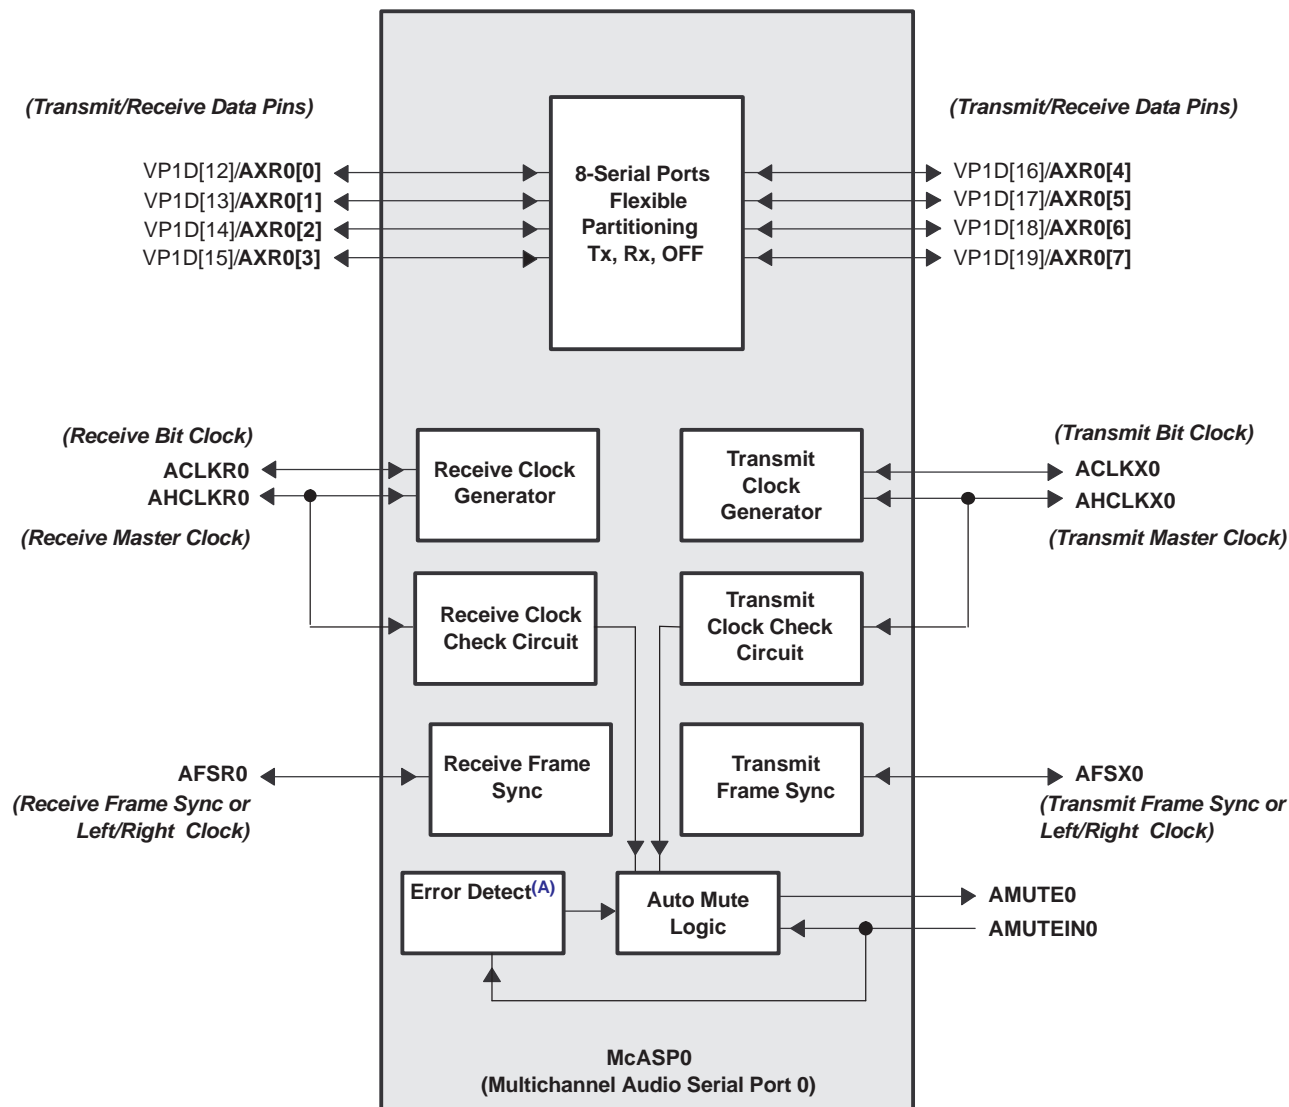 (Transmit/Receive Data Pins)
(Transmit/Receive Data Pins)
VP1D[12]/AXR0[0]
VP1D[13]/AXR0[1]
VP1D[14]/AXR0[2]
VP1D[15]/AXR0[3]
8-Serial Ports
Flexible
Partitioning
Tx, Rx, OFF
VP1D[16]/AXR0[4]
VP1D[17]/AXR0[5]
VP1D[18]/AXR0[6]
VP1D[19]/AXR0[7]
(Receive Bit Clock)
ACLKR0
AHCLKR0
(Receive Master Clock)
Receive Clock
Generator
Transmit
Clock
Generator
(Transmit Bit Clock)
ACLKX0
AHCLKX0
(Transmit Master Clock)
Receive Clock
Check Circuit
Transmit
Clock Check
Circuit
AFSR0
(Receive Frame Sync or
Left/Right Clock)
Receive Frame
Sync
Transmit
Frame Sync
AFSX0
(Transmit Frame Sync or
Left/Right Clock)
Error Detect(A)
Auto Mute
Logic
AMUTE0
AMUTEIN0
McASP0
(Multichannel Audio Serial Port 0)